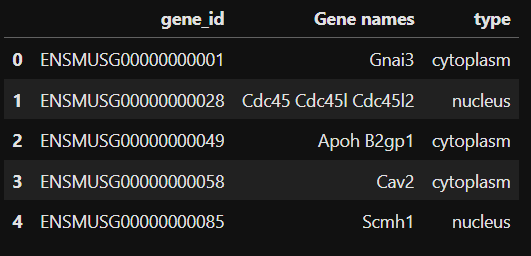 gene_id Gene names type
0 ENSMUSG00000000001 Gnai3 cytoplasm
1 ENSMUSG00000000028 Cdc45 Cdc45l Cdc45l2 nucleus
2 ENSMUSG00000000049 Apoh B2gp1 cytoplasm
3 ENSMUSG00000000058 Cav2 cytoplasm
4 ENSMUSG00000000085 Scmh1 nucleus